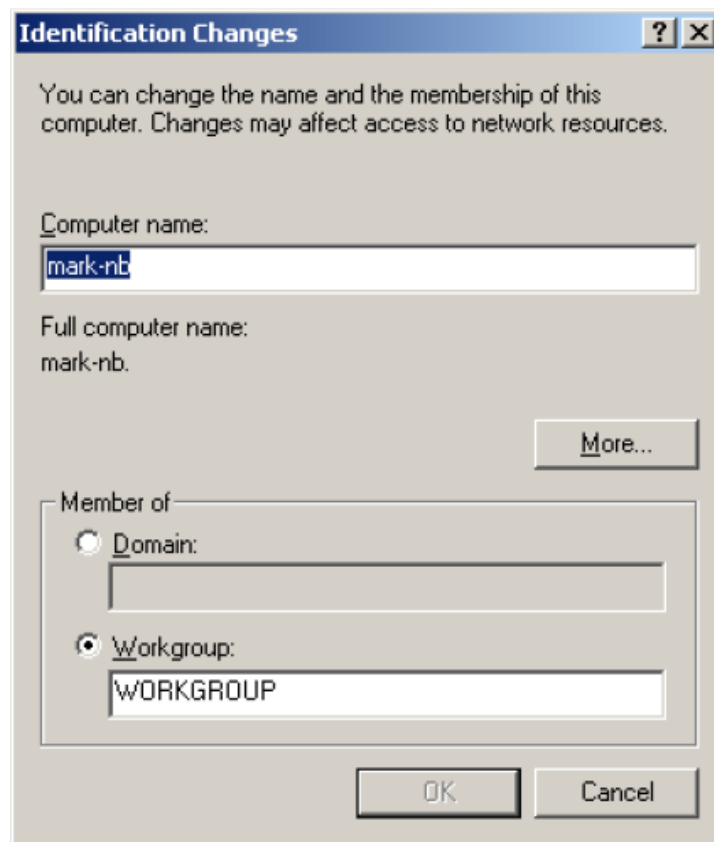 Identification Changes
You can change the name and the membership of this
computer. Changes may affect access to network resources.
Computer name:
mark-nb
Full computer name:
mark-nb.
More...
Member of
Domain:
Workgroup:
WORKGROUP
OK Cancel